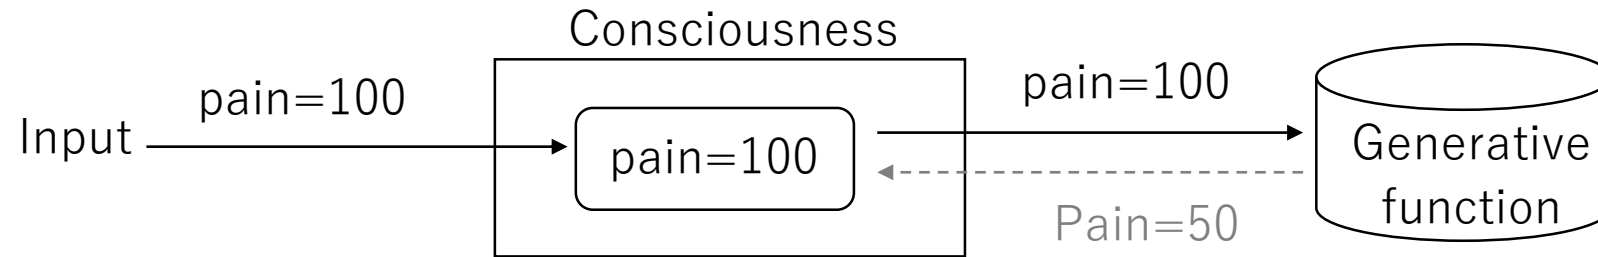 Consciousness
Input
pain=100
pain=100
pain=100
Pain=50
Generative
function